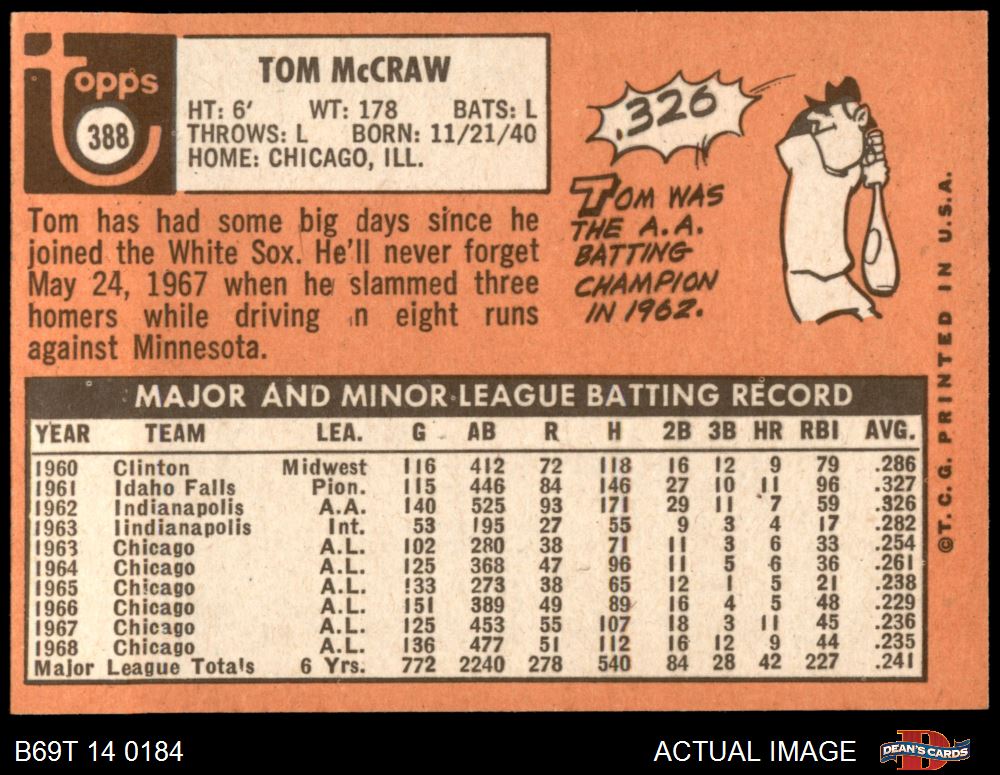 Topps
388
TOM McCRAW
HT: 6' WT: 178 BATS: L
THROWS: L BORN: 11/21/40
HOME: CHICAGO, ILL.
Tom has had some big days since he
joined the White Sox. He'll never forget
May 24, 1967 when he slammed three
homers while driving in eight runs
against Minnesota.
.326
TOM WAS
THE A.A.
BATTING
CHAMPION
IN 1962.
MAJOR AND MINOR LEAGUE BATTING RECORD
YEAR TEAM LEA. G AB R H 2B 3B HR RBI AVG.
1960 Clinton Midwest 116 412 72 118 16 12 9 79 .286
1961 Idaho Falls Pion. 115 446 84 146 27 10 11 96 .327
1962 Indianapolis A.A. 140 525 93 171 29 11 7 59 .326
1963 Iindianapolis Int. 53 195 27 55 9 3 4 17 .282
1963 Chicago A.L. 102 280 38 71 11 3 6 33 .254
1964 Chicago A.L. 125 368 47 96 11 5 6 36 .261
1965 Chicago A.L. 133 273 38 65 12 1 5 21 .238
1966 Chicago A.L. 151 389 49 89 16 4 5 48 .229
1967 Chicago A.L. 125 453 55 107 18 3 11 45 .236
1968 Chicago A.L. 136 477 51 112 16 12 9 44 .235
Major League Totals 6 Yrs. 772 2240 278 540 84 28 42 227 .241
©T. C. G. PRINTED IN U.S.A.
B69T 14 0184
ACTUAL IMAGE
D
DEAN'S CARDS